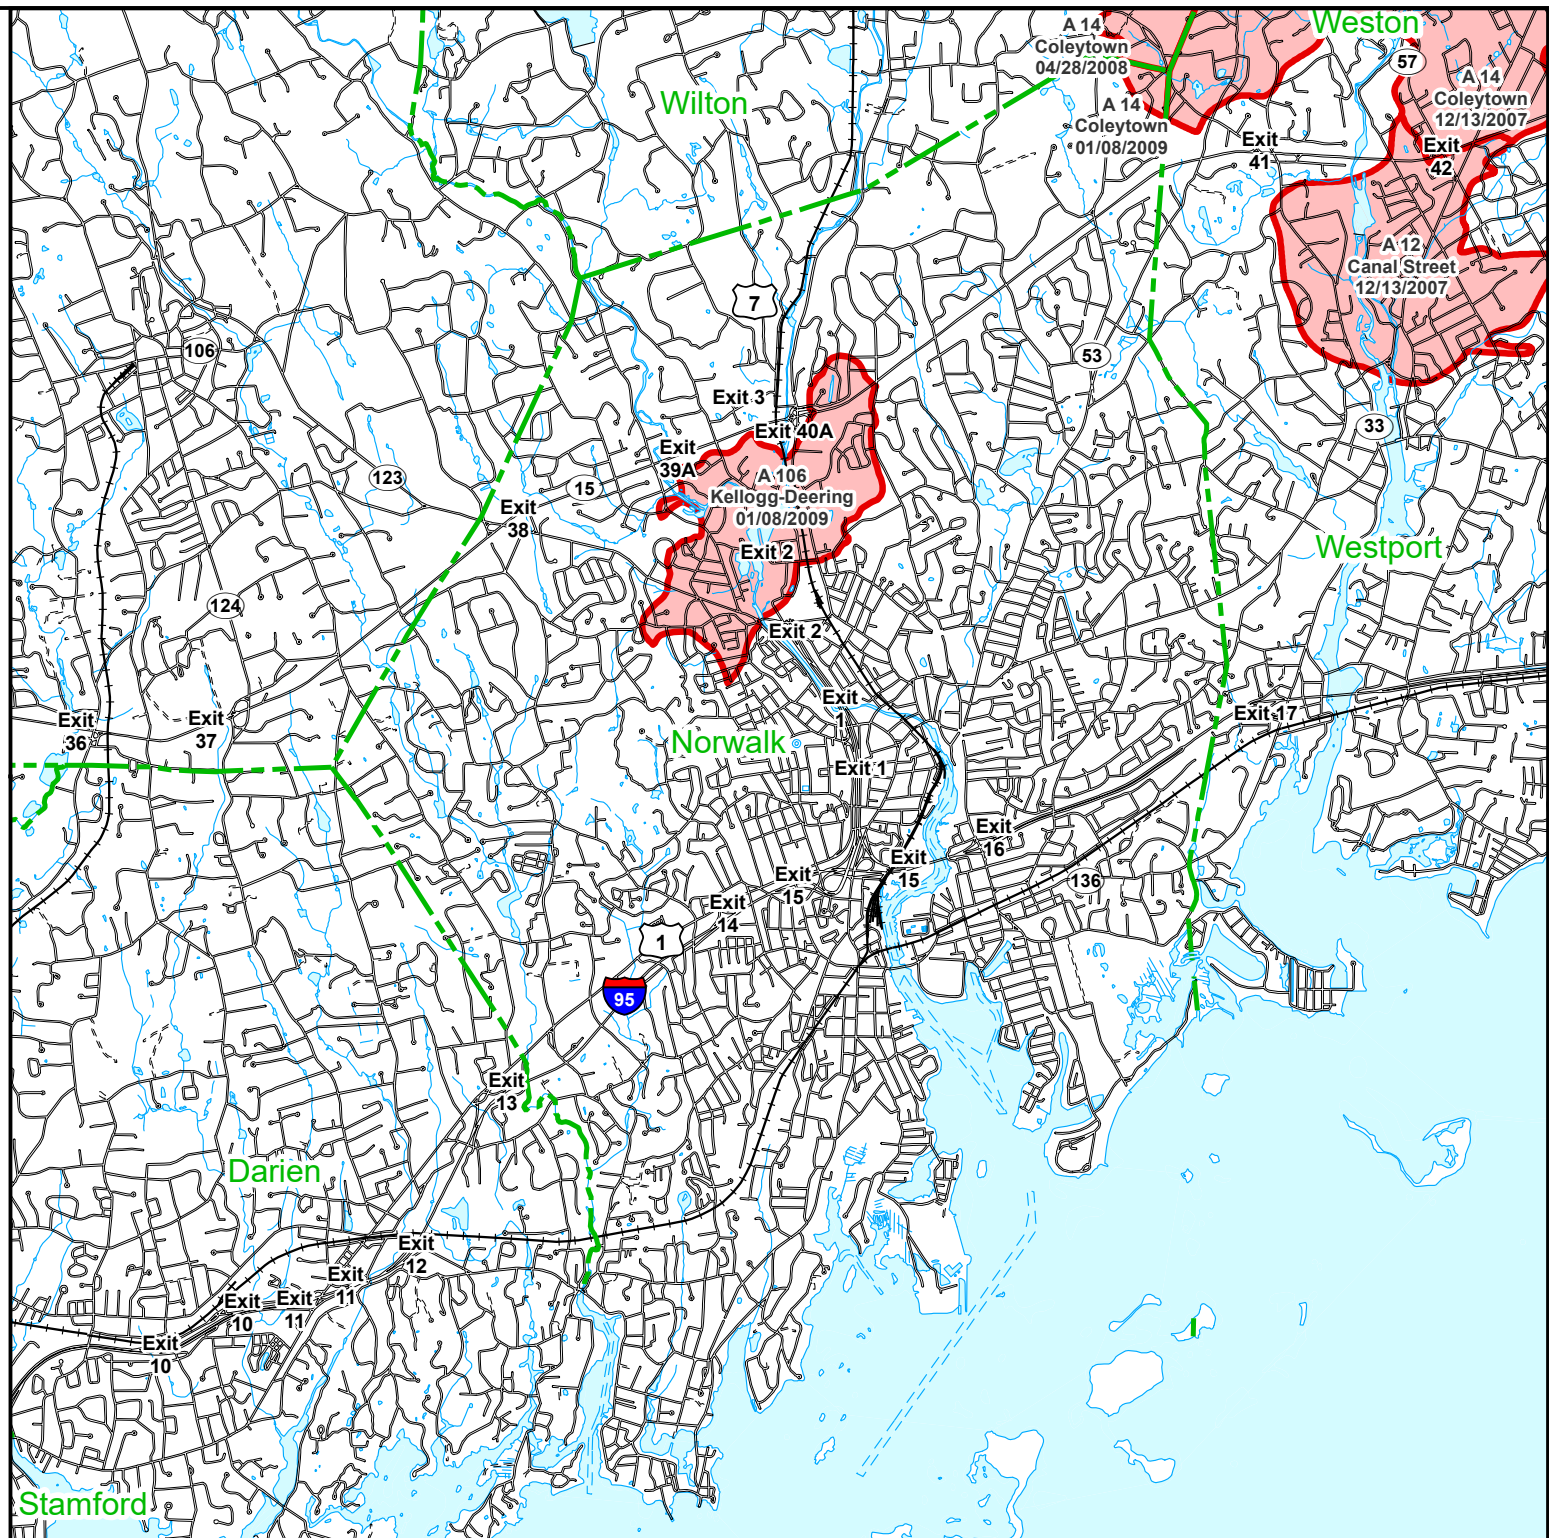 A 14
Coleytown
04/28/2008
Weston
57
A 14
Coleytown
12/13/2007
Wilton
A 14
Coleytown
01/08/2009
Exit
41
Exit
42
A 12
Canal Street
12/13/2007
7
106
53
Exit 3
33
Exit 40A
Exit
39A
123
15
A 106
Kellogg-Deering
01/08/2009
Exit
38
Exit 2
Westport
124
Exit 2
Exit
1
Exit 17
Exit
36
Exit
37
Norwalk
Exit 1
Exit
16
Exit
15
Exit
15
136
Exit
14
1
95
Exit
13
Darien
Exit
12
Exit
11
Exit
11
Exit
10
Exit
10
Stamford